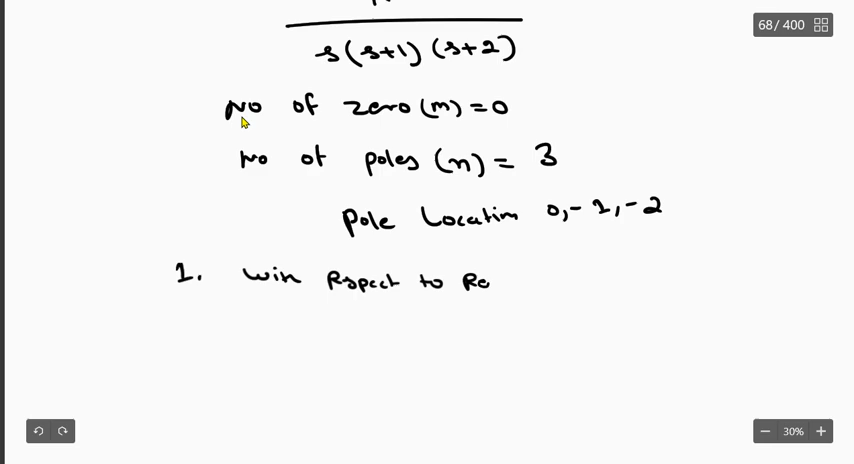 68 / 400
s(s+1) (s+2)
No of zero (m) = 0
No of poles (n) = 3
Pole Location 0, -1, -2
1. With Respect to Re
30%